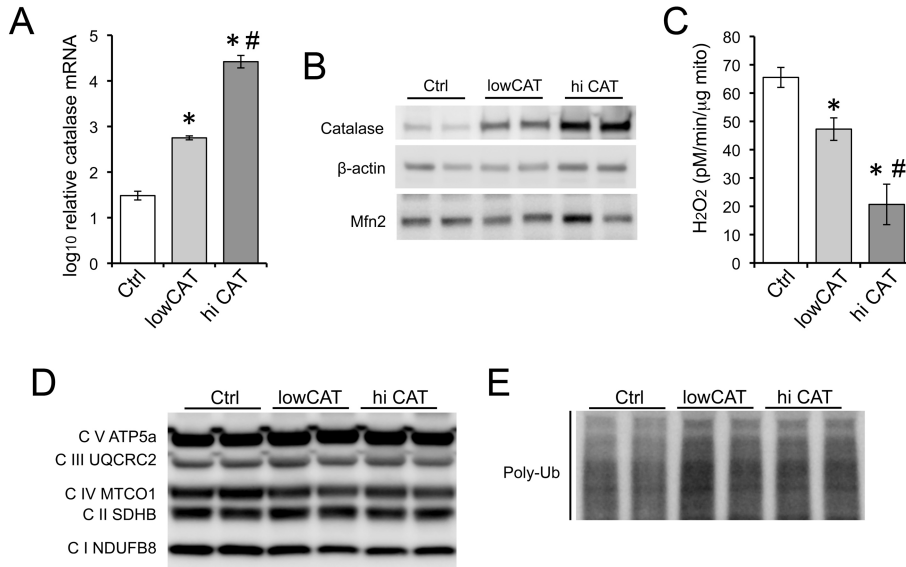 A
log10 relative catalase mRNA
5
4
3
2
1
0
*
* #
Ctrl
lowCAT
hi CAT
B
Ctrl
lowCAT
hi CAT
Catalase
β-actin
Mfn2
C
H2O2 (pM/min/µg mito)
80
70
60
50
40
30
20
10
0
*
* #
Ctrl
lowCAT
hi CAT
D
Ctrl
lowCAT
hi CAT
C V ATP5a
C III UQCRC2
C IV MTCO1
C II SDHB
C I NDUFB8
E
Ctrl
lowCAT
hi CAT
Poly-Ub